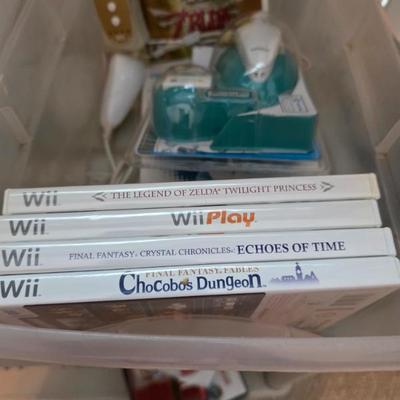 ZELDA
Wii THE LEGEND OF ZELDA TWILIGHT PRINCESS
Wii Wii Play
Wii FINAL FANTASY CRYSTAL CHRONICLES: ECHOES OF TIME
Wii FINAL FANTASY FABLES
Chocobo's Dungeon